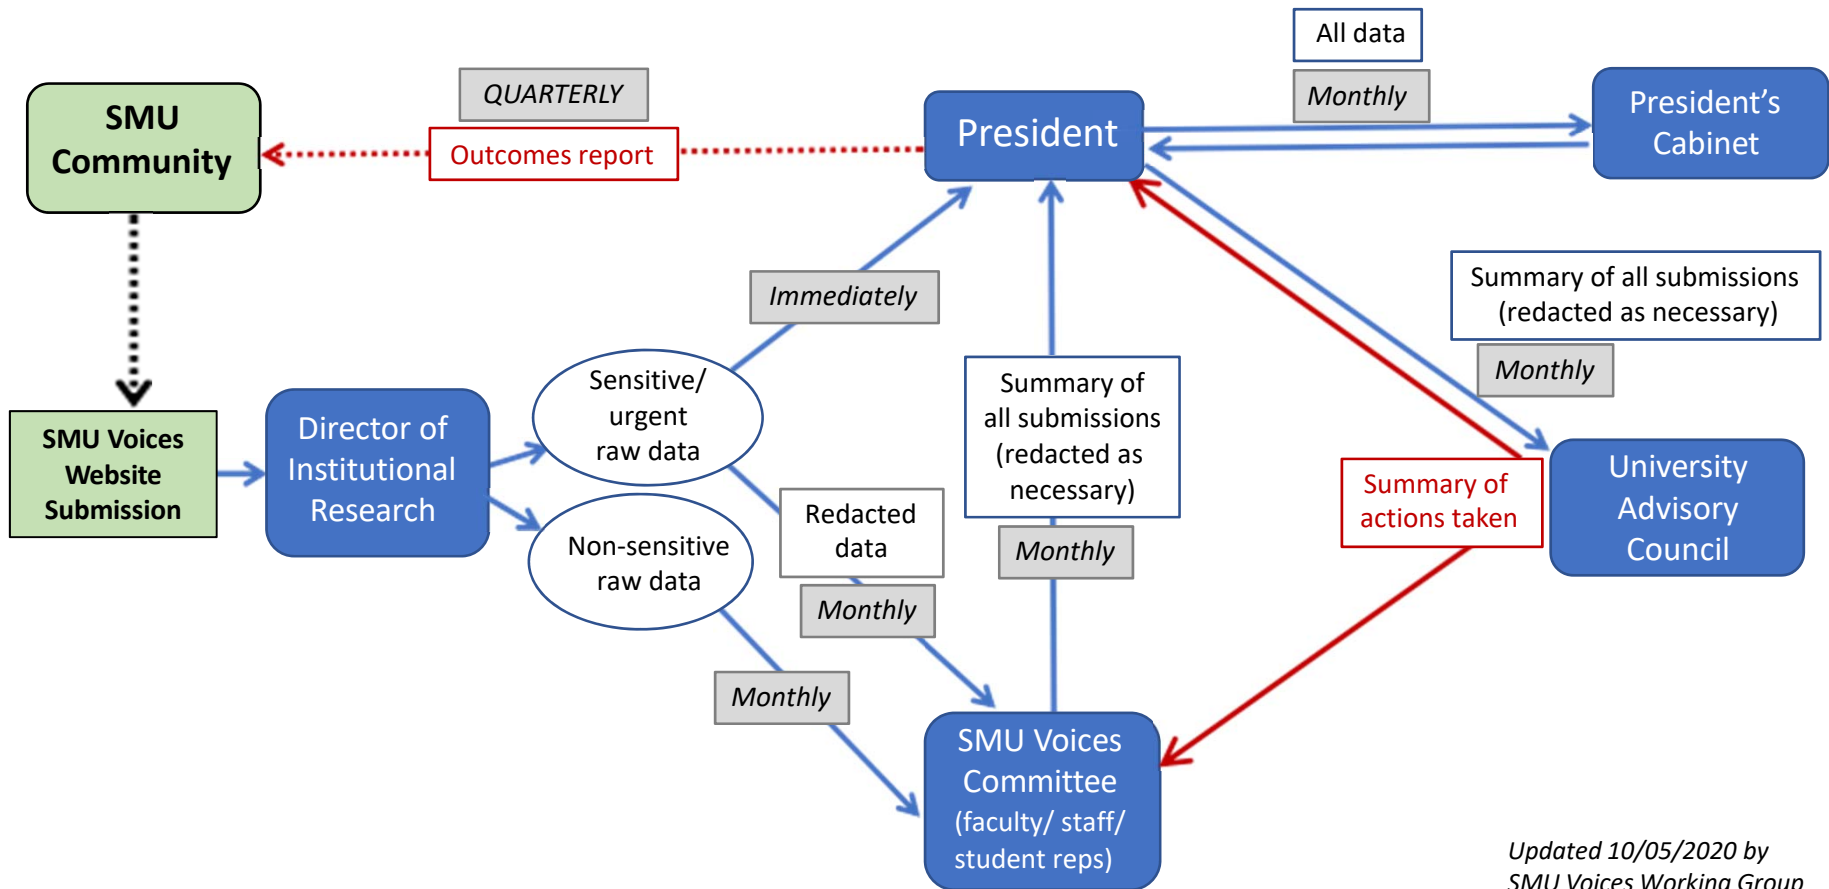 All data
QUARTERLY
Monthly
SMU
Community
President
President's
Cabinet
Outcomes report
Immediately
Summary of all submissions
(redacted as necessary)
Monthly
Sensitive/
urgent
raw data
Summary of
all submissions
(redacted as
necessary)
Monthly
SMU Voices
Website
Submission
Director of
Institutional
Research
Redacted
data
Monthly
Non-sensitive
raw data
Monthly
Summary of
actions taken
University
Advisory
Council
SMU Voices
Committee
(faculty/ staff/
student reps)
Updated 10/05/2020 by
SMU Voices Working Group